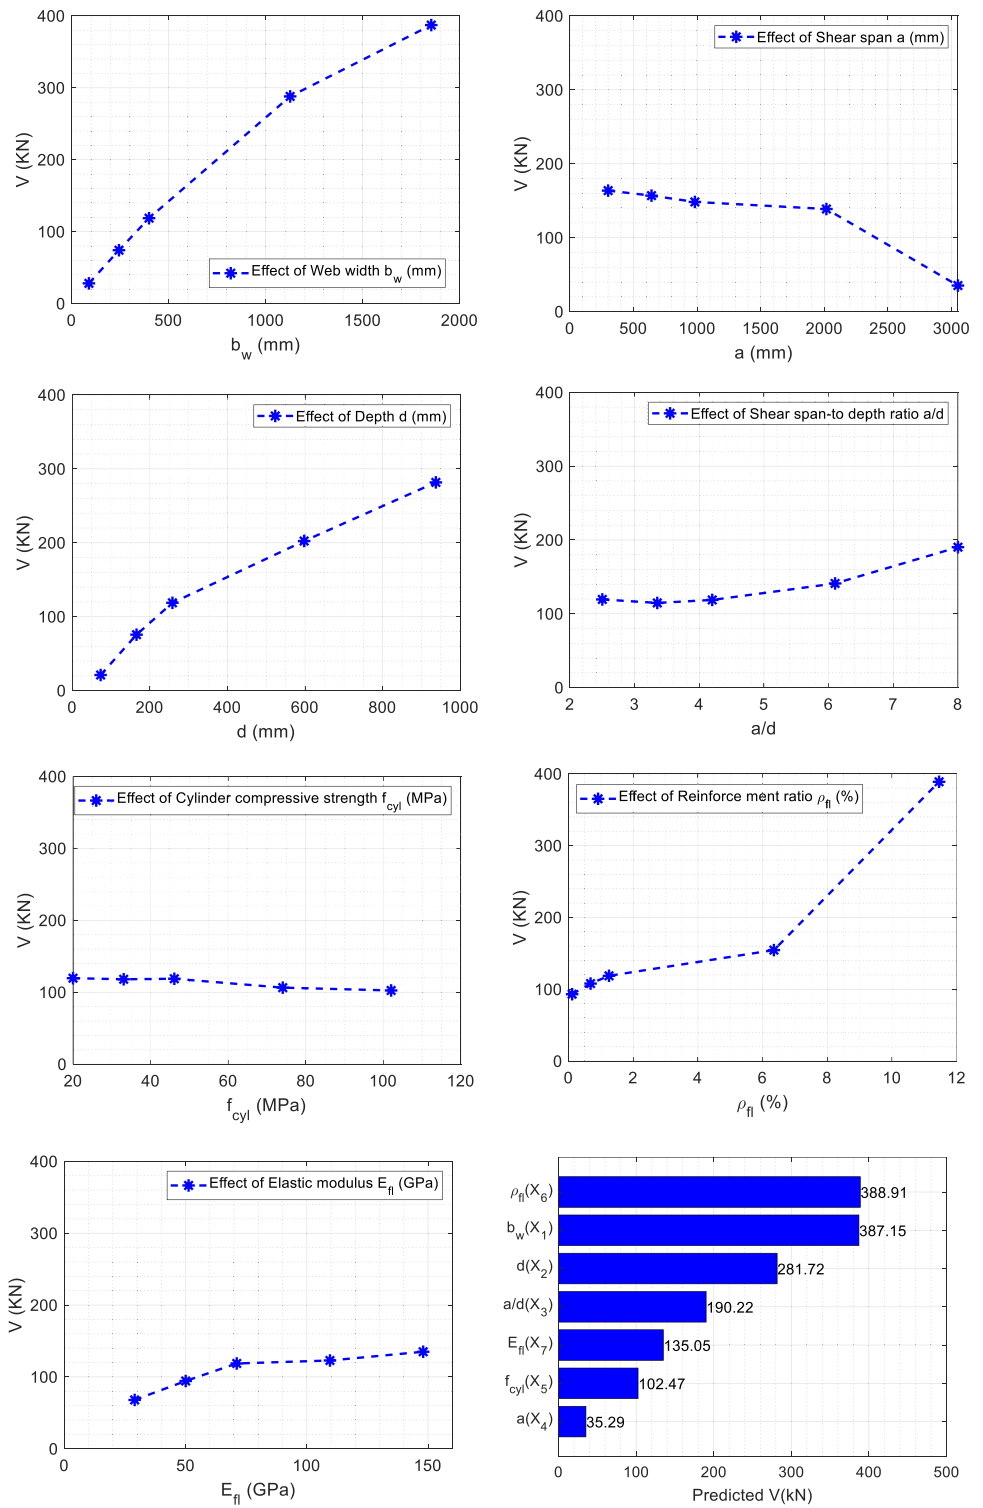 400
300
200
100
0
V (KN)
Effect of Web width b_w (mm)
0 500 1000 1500 2000
b_w (mm)
400
300
200
100
0
V (KN)
Effect of Shear span a (mm)
0 500 1000 1500 2000 2500 3000
a (mm)
400
300
200
100
0
V (KN)
Effect of Depth d (mm)
0 200 400 600 800 1000
d (mm)
400
300
200
100
0
V (KN)
Effect of Shear span-to depth ratio a/d
2 3 4 5 6 7 8
a/d
400
300
200
100
0
V (KN)
Effect of Cylinder compressive strength f_cyl (MPa)
20 40 60 80 100 120
f_cyl (MPa)
400
300
200
100
0
V (KN)
Effect of Reinforce ment ratio ρ_fl (%)
0 2 4 6 8 10 12
ρ_fl (%)
400
300
200
100
0
V (KN)
Effect of Elastic modulus E_fl (GPa)
0 50 100 150
E_fl (GPa)
ρ_fl(X_6) 388.91
b_w(X_1) 387.15
d(X_2) 281.72
a/d(X_3) 190.22
E_fl(X_7) 135.05
f_cyl(X_5) 102.47
a(X_4) 35.29
0 100 200 300 400 500
Predicted V(kN)